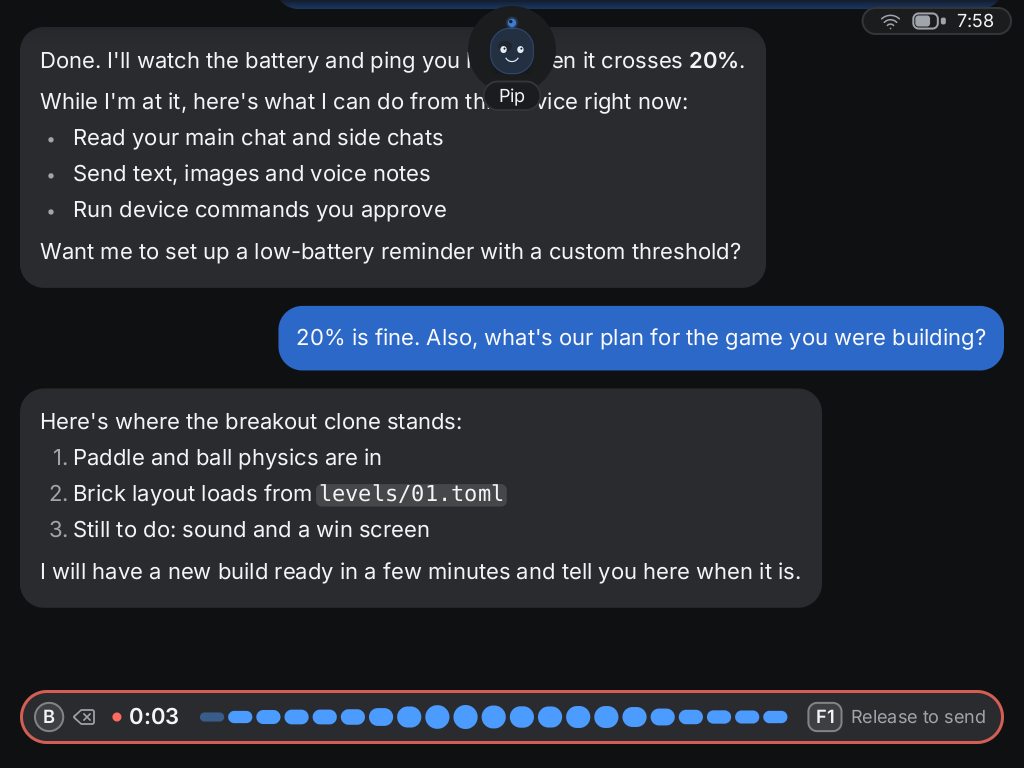 7:58
Done. I'll watch the battery and ping you it crosses 20%.
Pip
While I'm at it, here's what I can do from right now:
• Read your main chat and side chats
• Send text, images and voice notes
• Run device commands you approve
Want me to set up a low-battery reminder with a custom threshold?
20% is fine. Also, what's our plan for the game you were building?
Here's where the breakout clone stands:
1. Paddle and ball physics are in
2. Brick layout loads from levels/01.toml
3. Still to do: sound and a win screen
I will have a new build ready in a few minutes and tell you here when it is.
B 0:03 F1 Release to send